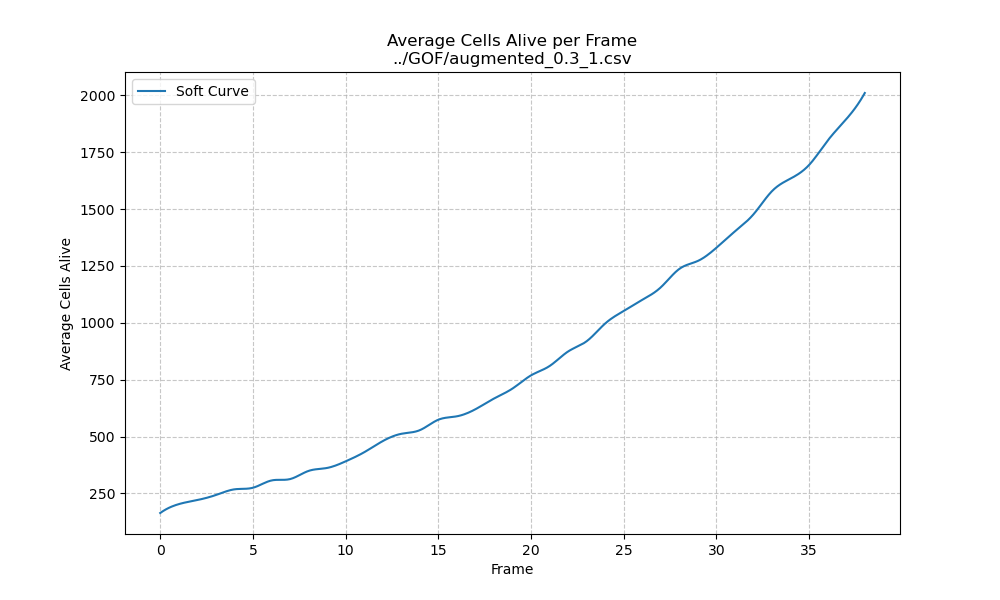 Average Cells Alive per Frame
../GOF/augmented_0.3_1.csv
Soft Curve
2000
1750
1500
1250
1000
750
500
250
Average Cells Alive
0 5 10 15 20 25 30 35
Frame